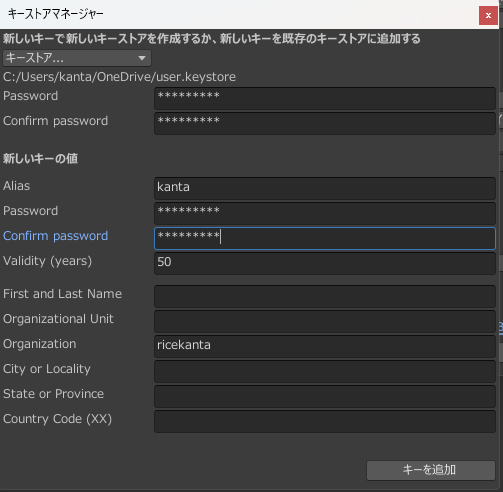 キーストアマネージャー
x
新しいキーで新しいキーストアを作成するか、新しいキーを既存のキーストアに追加する
キーストア...
C:/Users/kanta/OneDrive/user.keystore
Password *********
Confirm password *********
新しいキーの値
Alias kanta
Password *********
Confirm password *********
Validity (years) 50
First and Last Name
Organizational Unit
Organization ricekanta
City or Locality
State or Province
Country Code (XX)
キーを追加